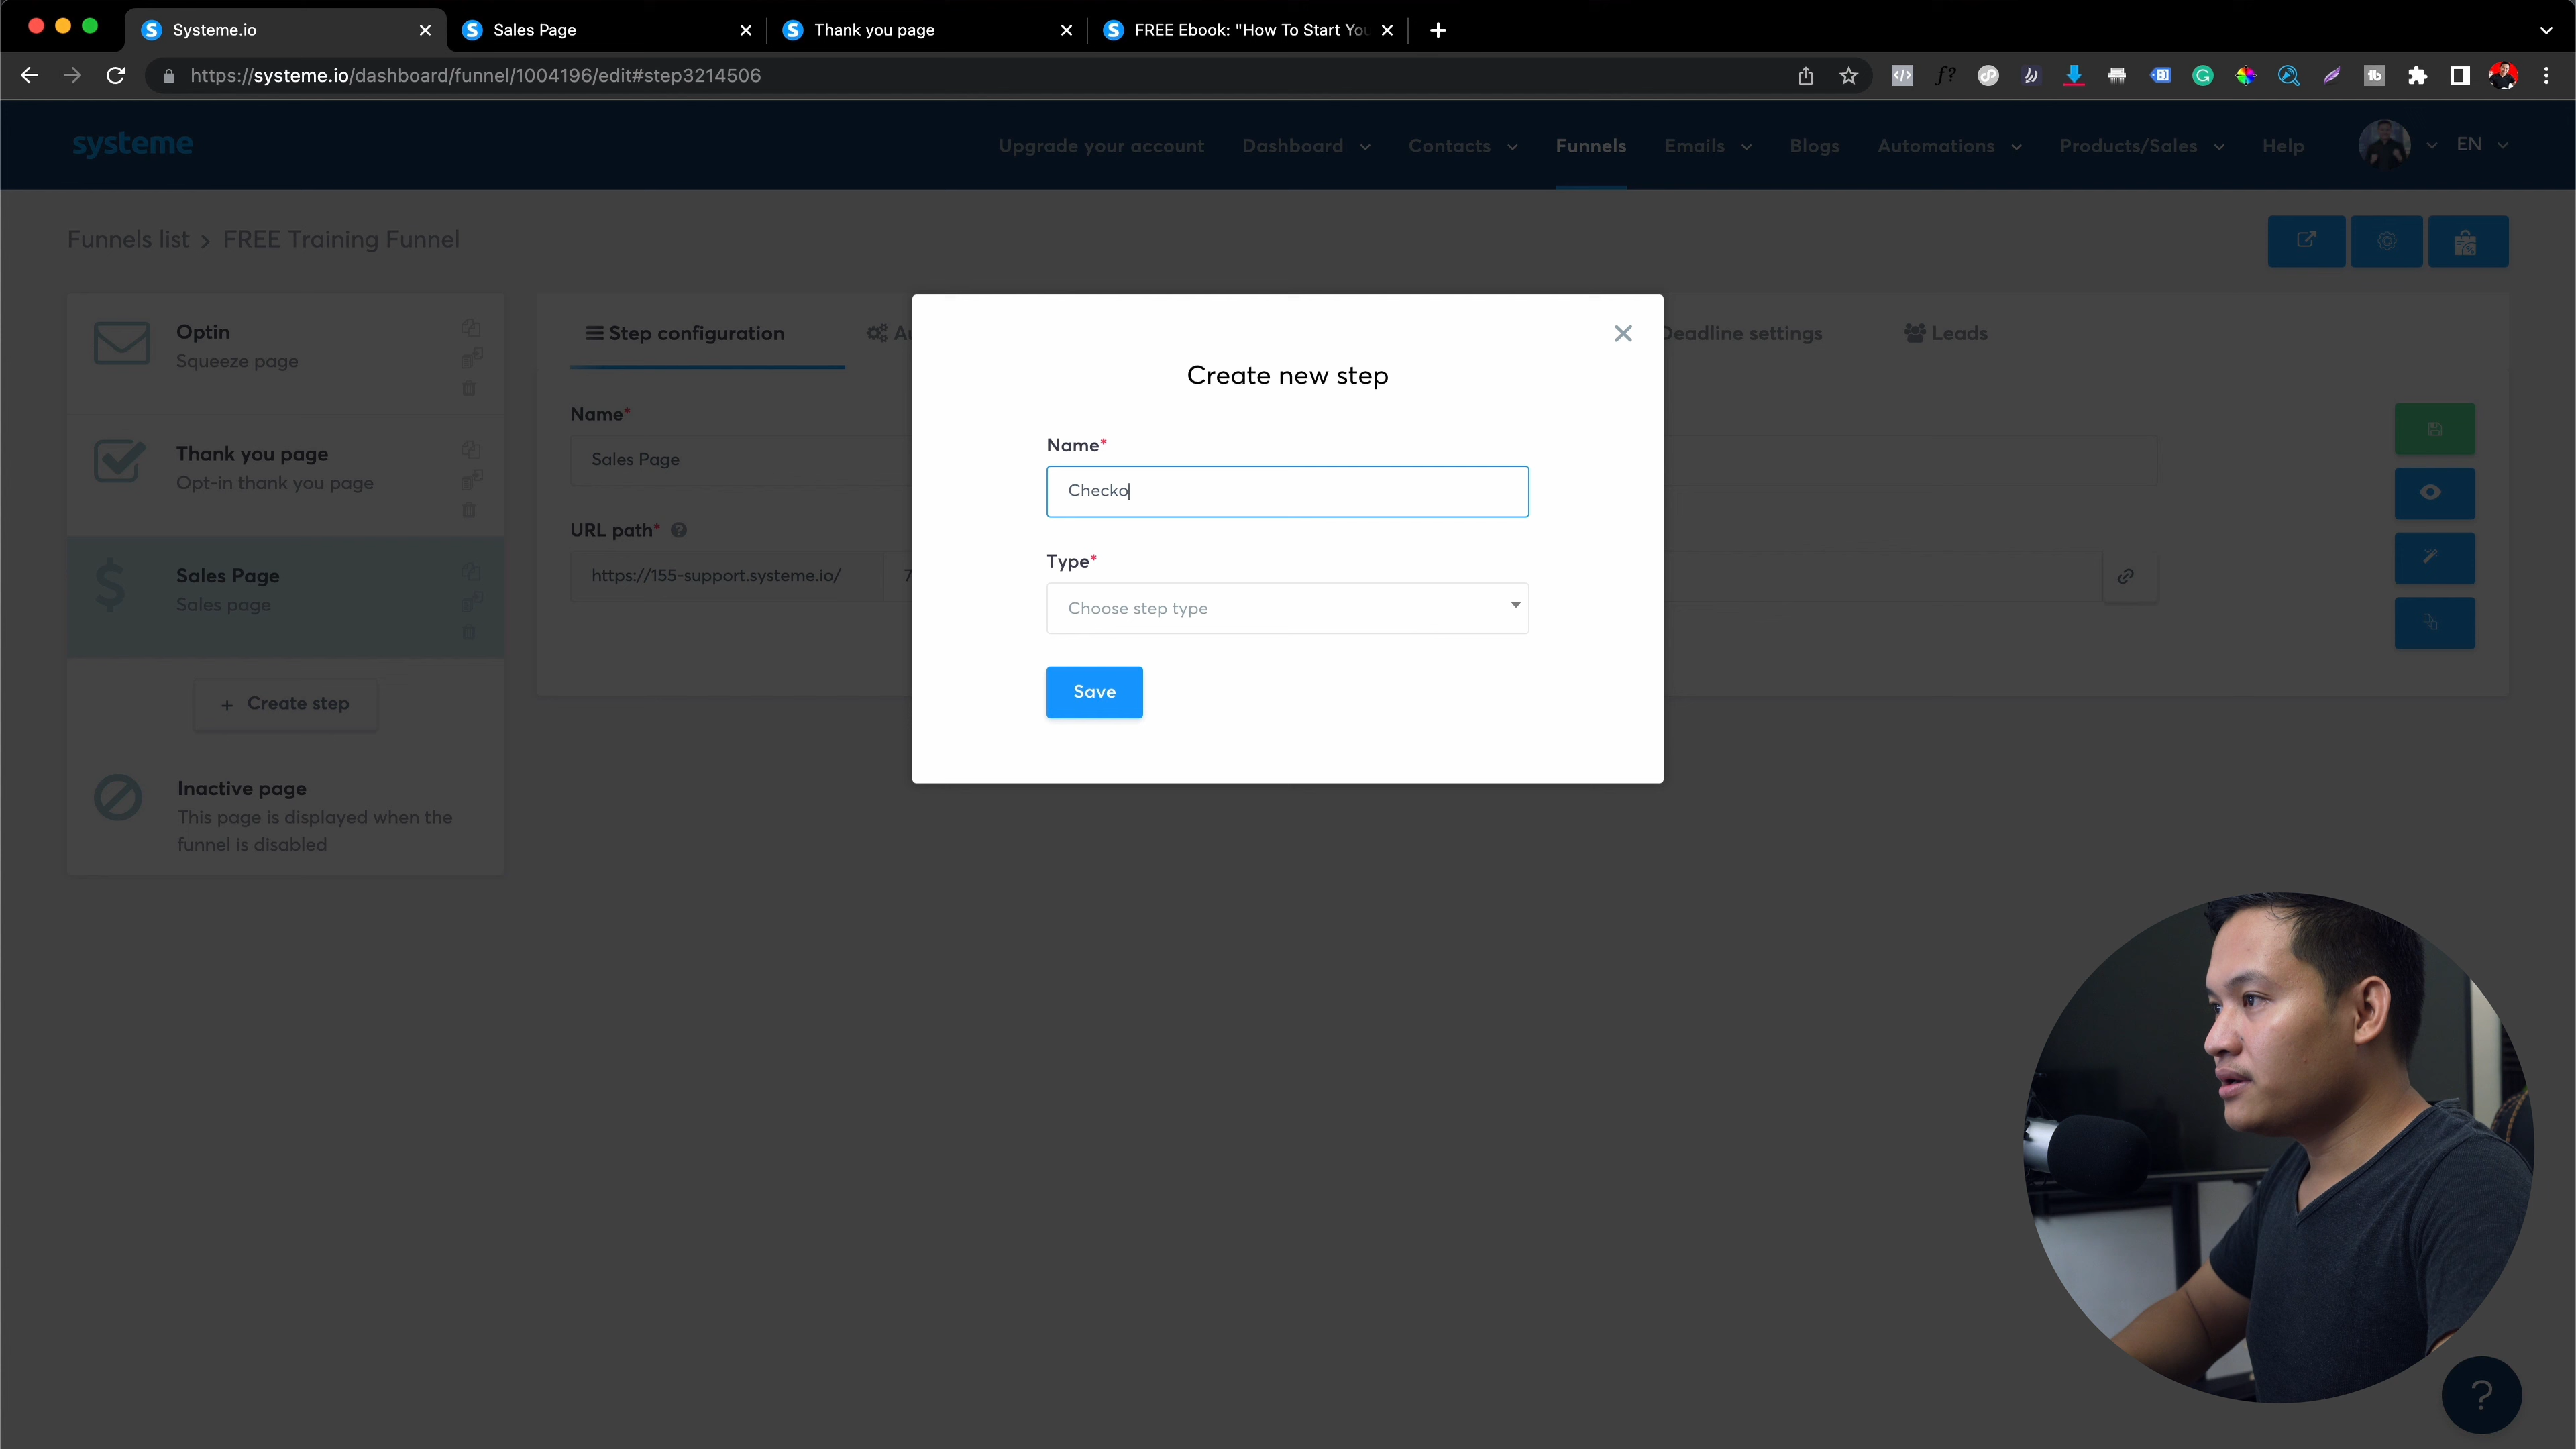 Systeme.io
Sales Page
Thank you page
FREE Ebook: "How To Start You
https://systeme.io/dashboard/funnel/1004196/edit#step3214506
systeme
Upgrade your account
Dashboard
Contacts
Funnels
Emails
Blogs
Automations
Products/Sales
Help
EN
Funnels list > FREE Training Funnel
Optin
Squeeze page
Thank you page
Opt-in thank you page
Sales Page
Sales page
+ Create step
Inactive page
This page is displayed when the
funnel is disabled
Step configuration
Au
Deadline settings
Leads
Name*
Sales Page
URL path* ?
https://155-support.systeme.io/
7
Create new step
Name*
Checko
Type*
Choose step type
Save
?